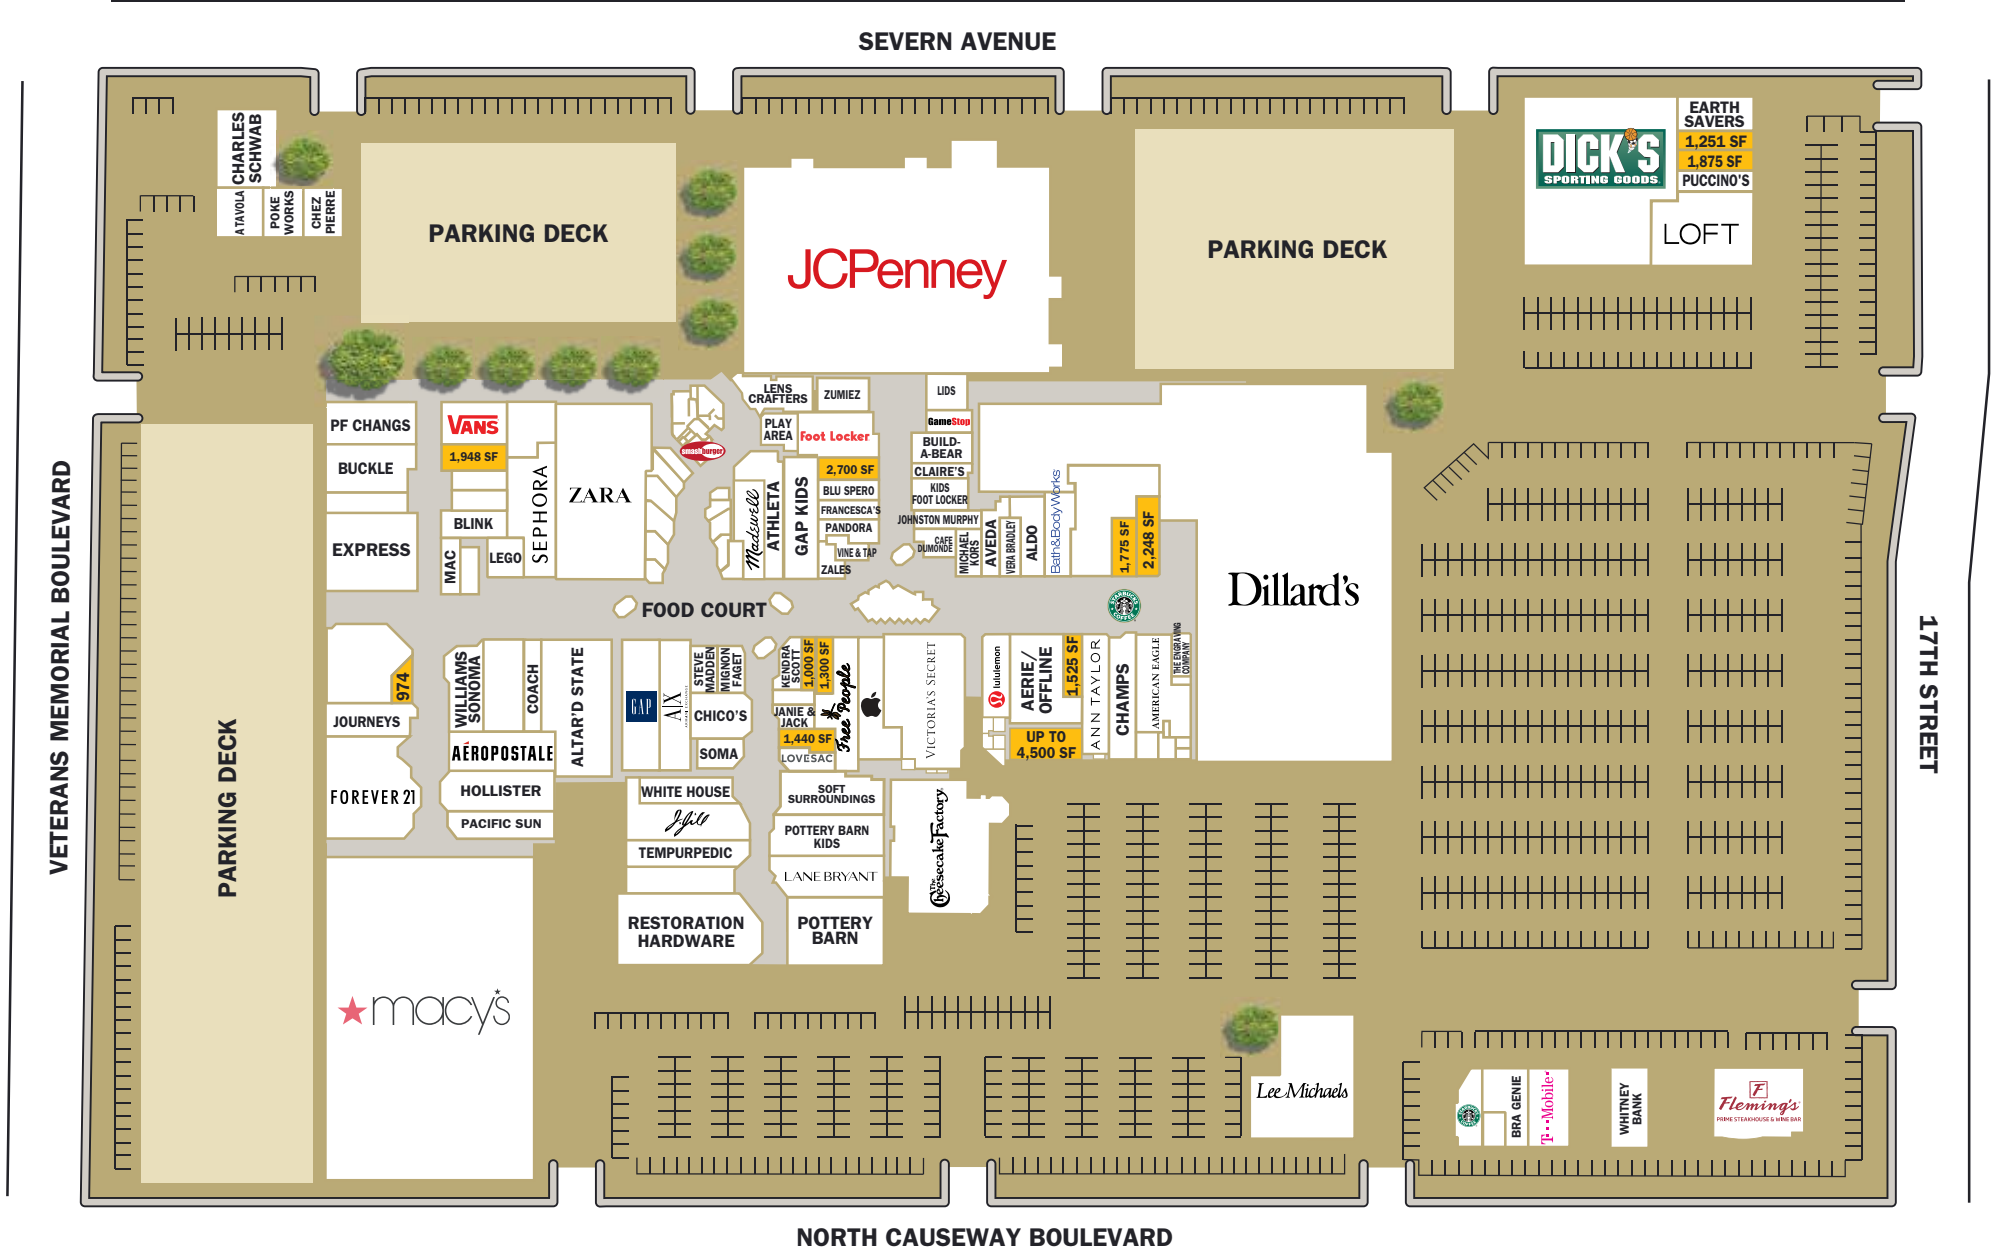 SEVERN AVENUE
CHARLES
SCHWAB
A TAVOLA
POKE
WORKS
CHEZ
PIERRE
PARKING DECK
JCPenney
PARKING DECK
DICK'S
SPORTING GOODS
EARTH
SAVERS
1,251 SF
1,875 SF
PUCCINO'S
LOFT
VETERANS MEMORIAL BOULEVARD
PARKING DECK
PF CHANGS
BUCKLE
EXPRESS
VANS
1,948 SF
BLINK
MAC
LEGO
SEPHORA
ZARA
smashburger
LENS
CRAFTERS
ZUMIEZ
PLAY
AREA
Foot Locker
Madewell
ATHLETA
GAP KIDS
2,700 SF
BLU SPERO
FRANCESCA'S
PANDORA
VINE & TAP
ZALES
LIDS
GameStop
BUILD-
A-BEAR
CLAIRE'S
KIDS
FOOT LOCKER
JOHNSTON MURPHY
CAFE
DUMONDE
MICHAEL
KORS
AVEDA
VERA BRADLEY
ALDO
Bath&BodyWorks
1,775 SF
2,248 SF
Dillard's
FOOD COURT
STARBUCKS
COFFEE
974
JOURNEYS
FOREVER 21
WILLIAMS
SONOMA
COACH
ALTAR'D STATE
AÉROPOSTALE
HOLLISTER
PACIFIC SUN
GAP
A|X
STEVE
MADDEN
MIGNON
FAGET
CHICO'S
SOMA
WHITE HOUSE
J.Jill
TEMPURPEDIC
RESTORATION
HARDWARE
KENDRA
SCOTT
1,000 SF
1,300 SF
JANIE &
JACK
1,440 SF
LOVESAC
Free People
VICTORIA'S SECRET
SOFT
SURROUNDINGS
POTTERY BARN
KIDS
LANE BRYANT
POTTERY
BARN
The
Cheesecake Factory
lululemon
AERIE/
OFFLINE
1,525 SF
UP TO
4,500 SF
ANN TAYLOR
CHAMPS
AMERICAN EAGLE
THE ENGRAVING
COMPANY
17TH STREET
macy's
Lee Michaels
BRA GENIE
T··Mobile·
WHITNEY
BANK
F
Fleming's
PRIME STEAKHOUSE & WINE BAR
NORTH CAUSEWAY BOULEVARD